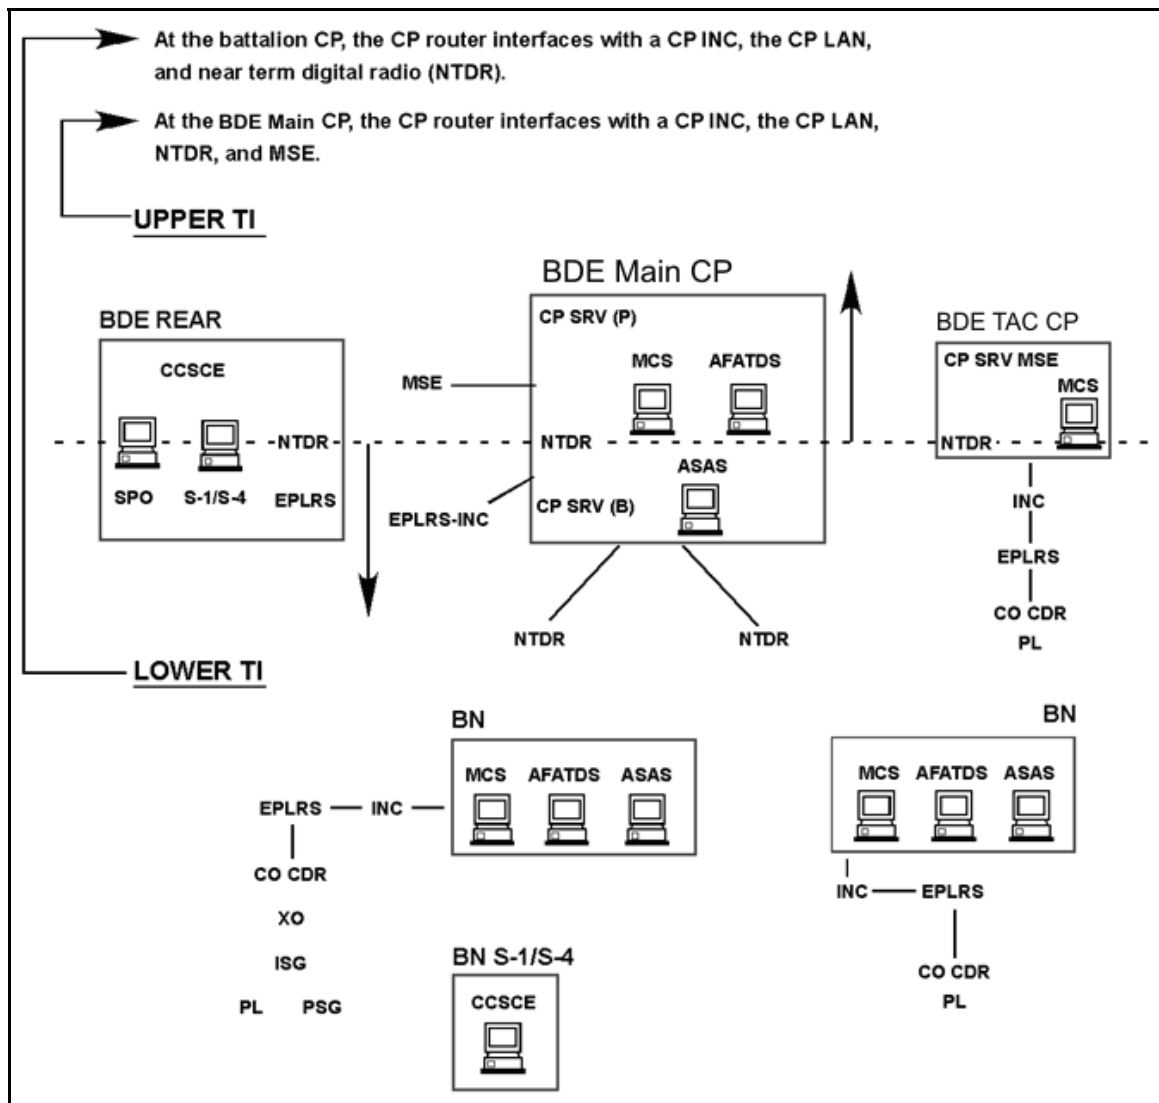 At the battalion CP, the CP router interfaces with a CP INC, the CP LAN,
and near term digital radio (NTDR).
At the BDE Main CP, the CP router interfaces with a CP INC, the CP LAN,
NTDR, and MSE.
UPPER TI
BDE REAR
CCSCE
SPO
S-1/S-4
NTDR
EPLRS
BDE Main CP
CP SRV (P)
MCS
AFATDS
MSE
NTDR
ASAS
EPLRS-INC
CP SRV (B)
NTDR
NTDR
BDE TAC CP
CP SRV MSE
MCS
NTDR
INC
EPLRS
CO CDR
PL
LOWER TI
BN
MCS
AFATDS
ASAS
EPLRS
INC
CO CDR
XO
ISG
PL
PSG
BN S-1/S-4
CCSCE
BN
MCS
AFATDS
ASAS
INC
EPLRS
CO CDR
PL